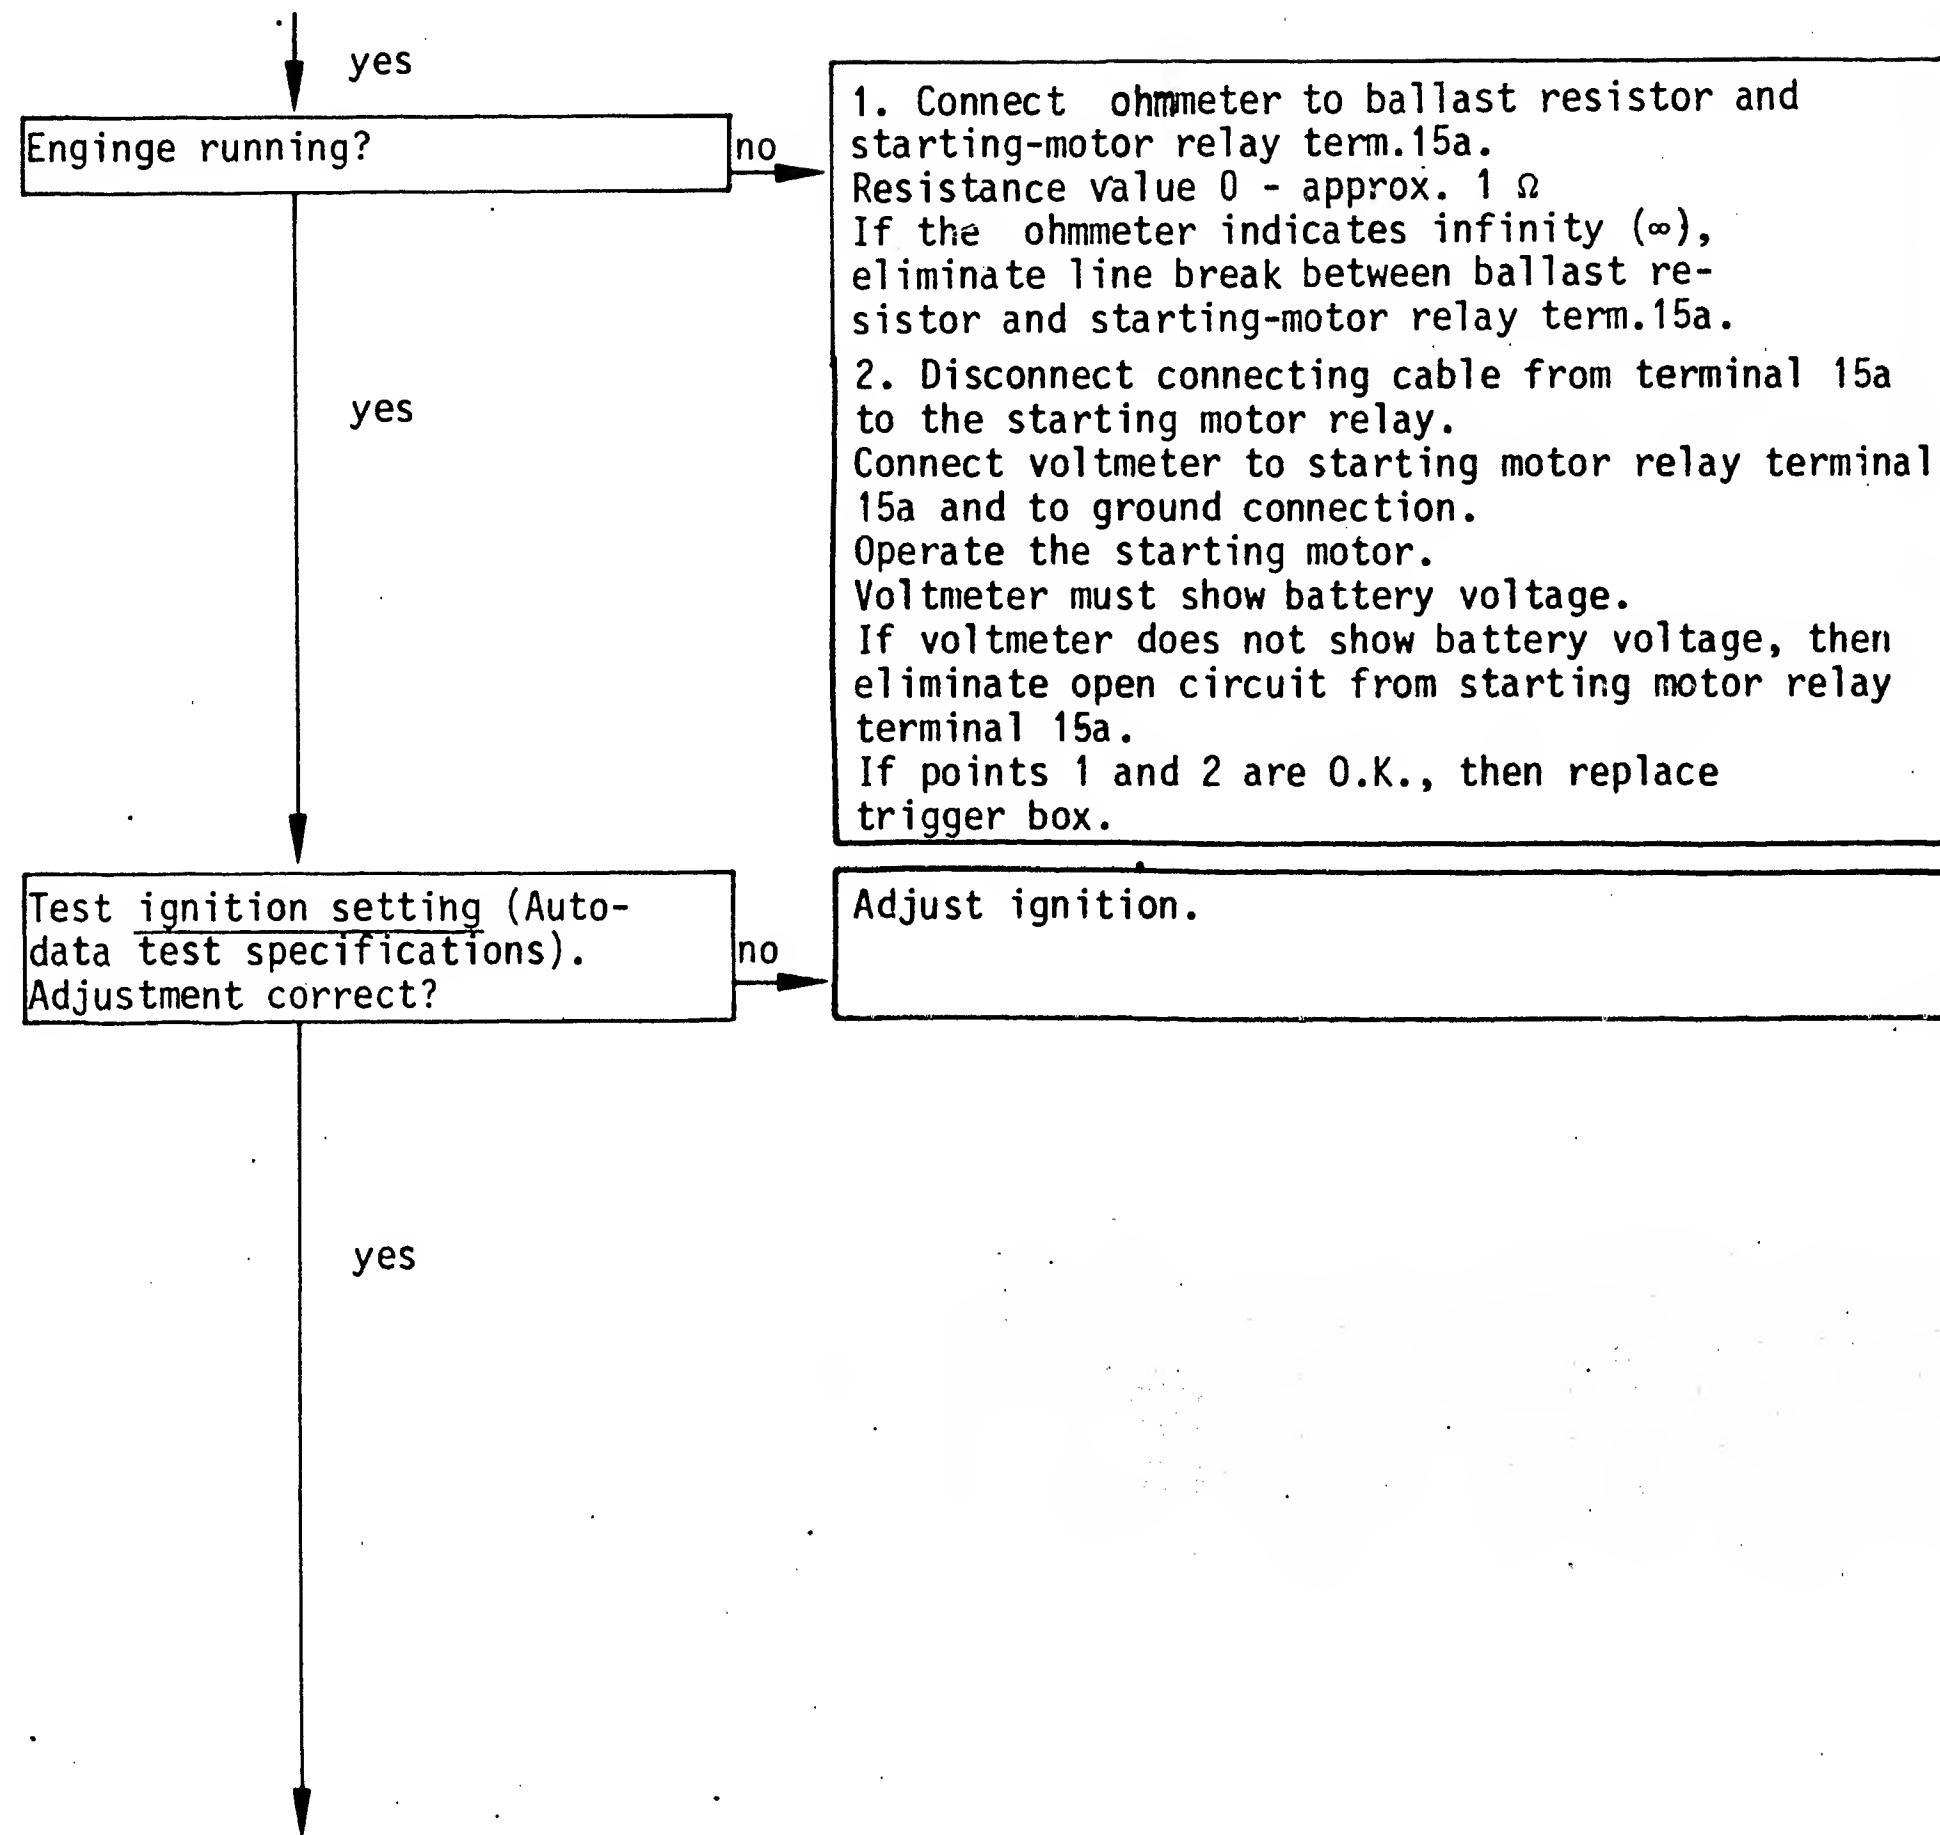 yes
Enginge running?
no
1. Connect ohmmeter to ballast resistor and
starting-motor relay term.15a.
Resistance value 0 - approx. 1 Ω
If the ohmmeter indicates infinity (∞),
eliminate line break between ballast re-
sistor and starting-motor relay term.15a.
2. Disconnect connecting cable from terminal 15a
to the starting motor relay.
Connect voltmeter to starting motor relay terminal
15a and to ground connection.
Operate the starting motor.
Voltmeter must show battery voltage.
If voltmeter does not show battery voltage, then
eliminate open circuit from starting motor relay
terminal 15a.
If points 1 and 2 are O.K., then replace
trigger box.
yes
Test ignition setting (Auto-
data test specifications).
Adjustment correct?
no
Adjust ignition.
yes